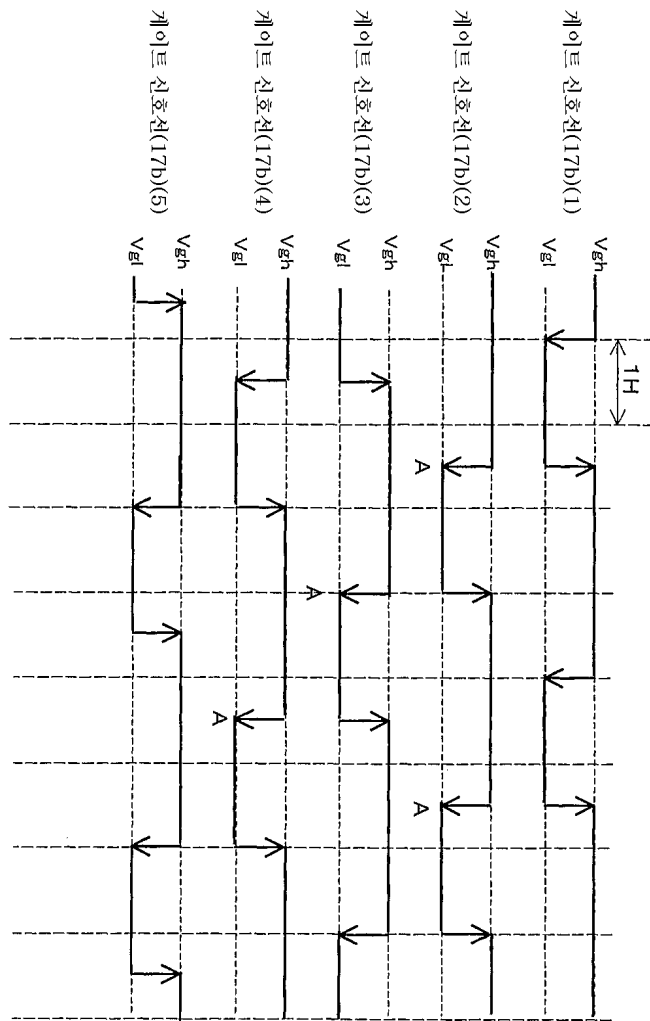 1H
게이트 신호선(17b)(1)
Vgh
Vgl
게이트 신호선(17b)(2)
Vgh
Vgl
A
A
게이트 신호선(17b)(3)
Vgh
Vgl
A
게이트 신호선(17b)(4)
Vgh
Vgl
A
게이트 신호선(17b)(5)
Vgh
Vgl